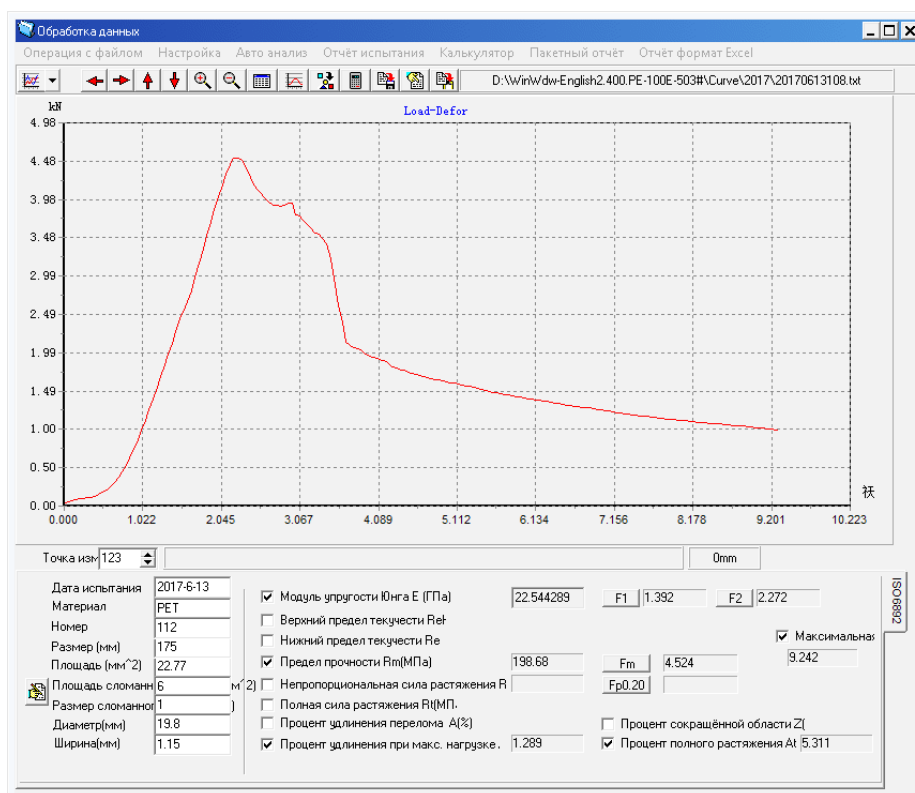 Обработка данных
Операция с файлом Настройка Авто анализ Отчёт испытания Калькулятор Пакетный отчёт Отчёт формат Excel
D:\WinWdw-English2.400.PE-100E-503#\Curve\2017\20170613108.txt
kN
Load-Defor
4.98
4.48
3.98
3.48
2.99
2.49
1.99
1.49
1.00
0.50
0.00
袄
0.000 1.022 2.045 3.067 4.089 5.112 6.134 7.156 8.178 9.201 10.223
Точка изм 123 0mm
Дата испытания 2017-6-13
Материал PET
Номер 112
Размер (мм) 175
Площадь (мм^2) 22.77
Площадь сломанн 6 м^2)
Размер сломанног 1 )
Диаметр(мм) 19.8
Ширина(мм) 1.15
Модуль упругости Юнга E (ГПа) 22.544289 F1 1.392 F2 2.272
Верхний предел текучести ReH
Нижний предел текучести Re
Максимальная
Предел прочности Rm(МПа) 198.68 Fm 4.524 9.242
Непропорциональная сила растяжения R Fp0.20
Полная сила растяжения Rt(МП.
Процент удлинения перелома A(%) Процент сокращённой области Z(
Процент удлинения при макс. нагрузке. 1.289 Процент полного растяжения At 5.311
ISO6892